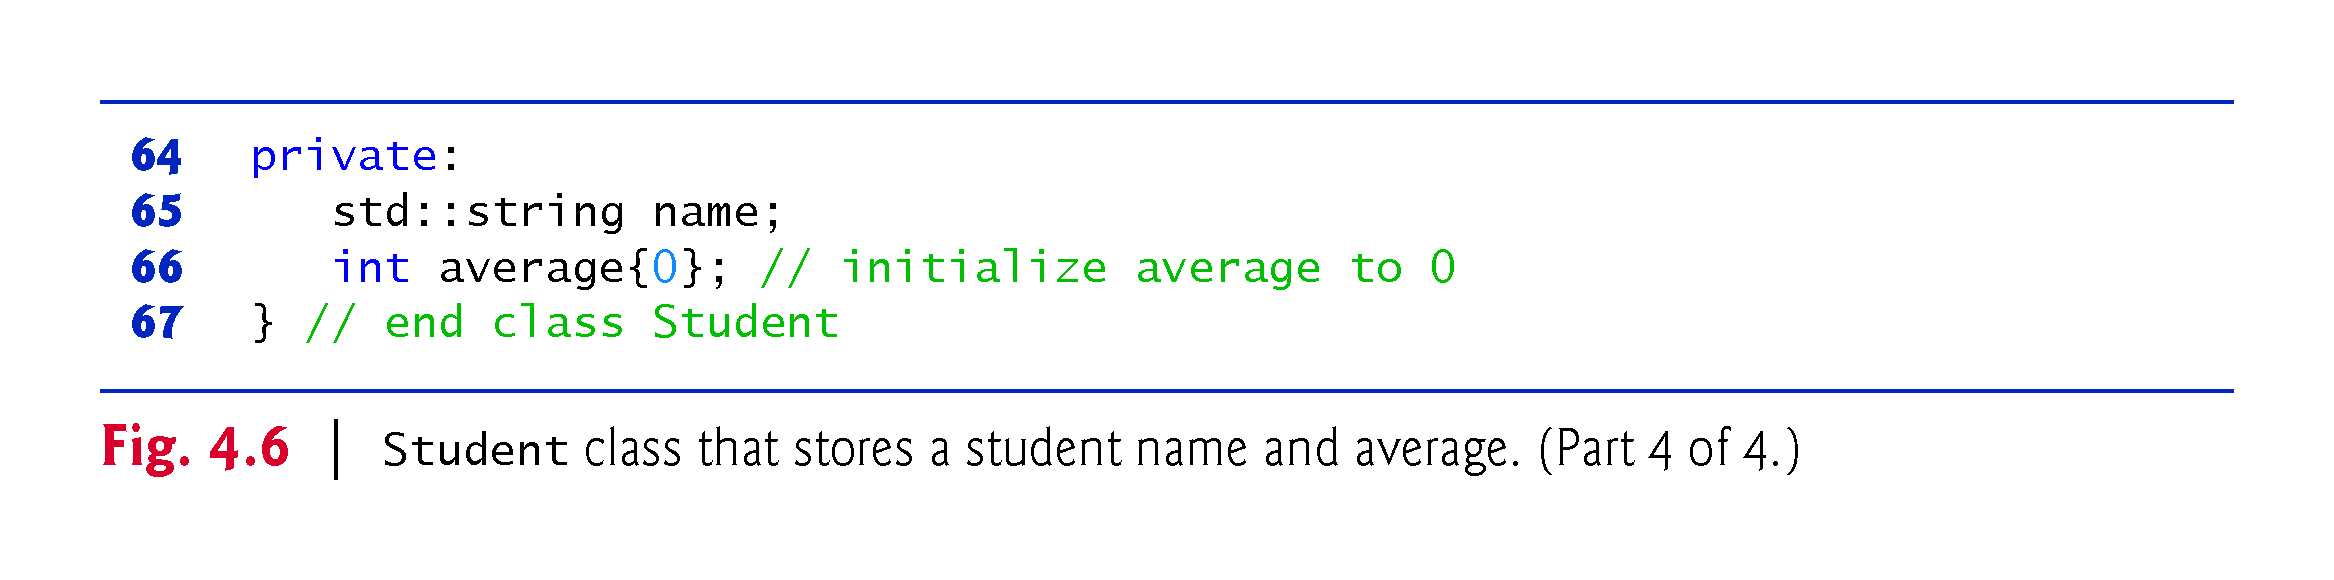 64 private:
65 std::string name;
66 int average{0}; // initialize average to 0
67 } // end class Student
Fig. 4.6 | Student class that stores a student name and average. (Part 4 of 4.)